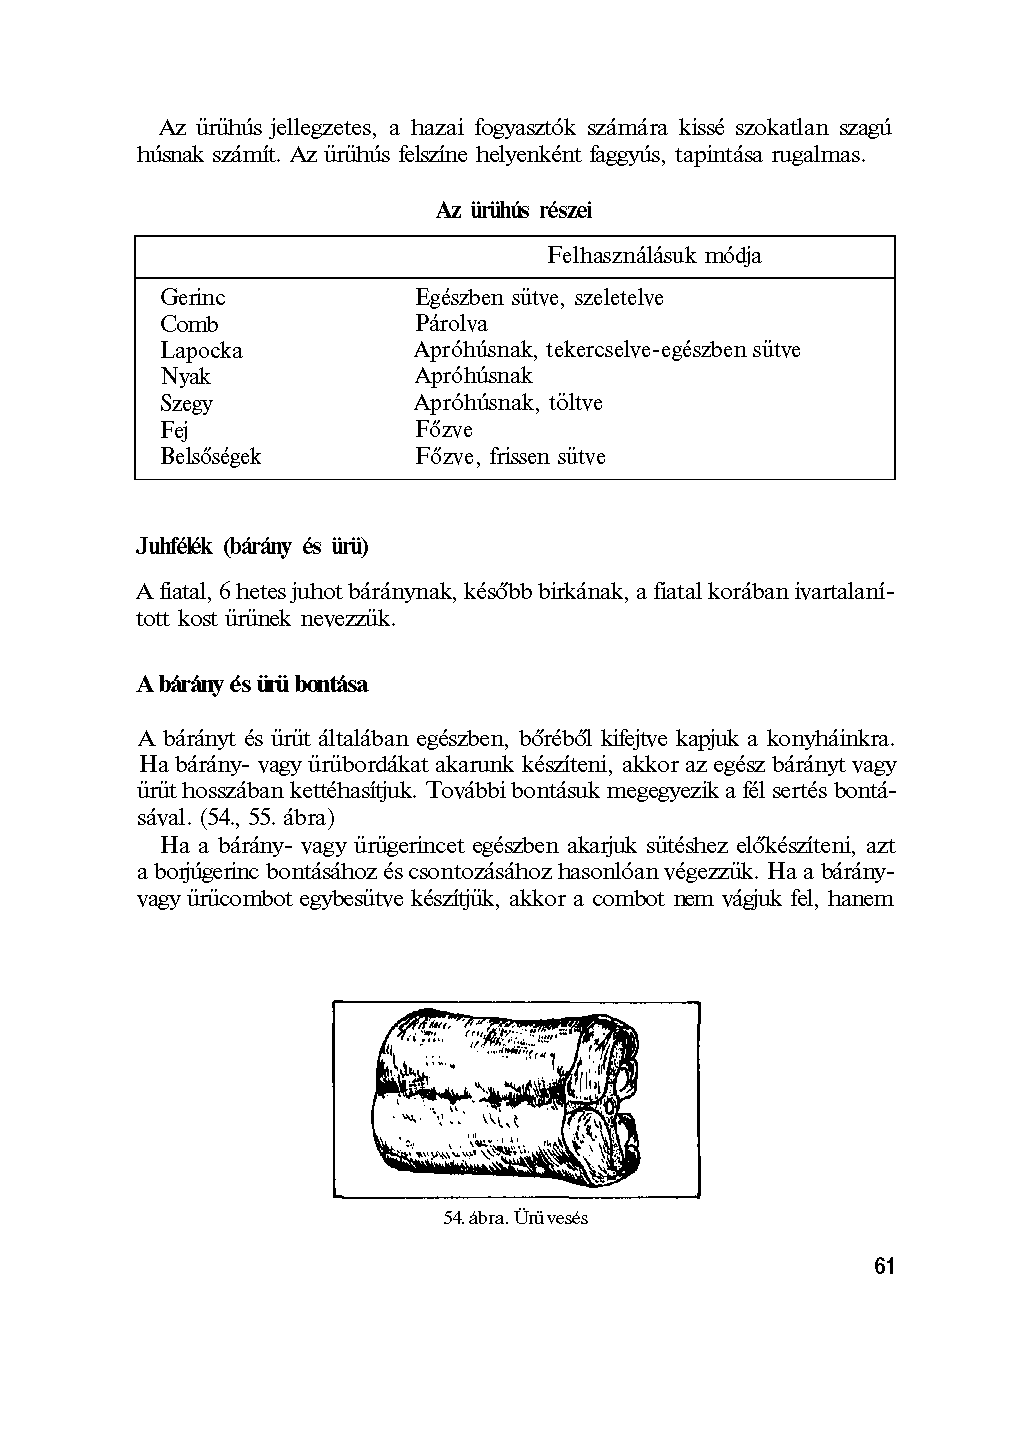 Az ürühús jellegzetes, a hazai fogyasztók számára kissé szokatlan szagú
húsnak számít. Az ürühús felszíne helyenként faggyús, tapintása rugalmas.
Az ürühús részei
Felhasználásuk módja
Gerinc Egészben sütve, szeletelve
Comb Párolva
Lapocka Apróhúsnak, tekercselve-egészben sütve
Nyak Apróhúsnak
Szegy Apróhúsnak, töltve
Fej Főzve
Belsőségek Főzve, frissen sütve
Juhfélék (bárány és ürü)
A fiatal, 6 hetes juhot báránynak, később birkának, a fiatal korában ivartalaní-
tott kost ürünek nevezzük.
A bárány és ürü bontása
A bárányt és ürüt általában egészben, bőréből kifejtve kapjuk a konyháinkra.
Ha bárány- vagy ürübordákat akarunk készíteni, akkor az egész bárányt vagy
ürüt hosszában kettéhasítjuk. További bontásuk megegyezik a fél sertés bontá-
sával. (54., 55. ábra)
Ha a bárány- vagy ürügerincet egészben akarjuk sütéshez előkészíteni, azt
a borjúgerinc bontásához és csontozásához hasonlóan végezzük. Ha a bárány-
vagy ürücombot egybesütve készítjük, akkor a combot nem vágjuk fel, hanem
54. ábra. Ürü vesés
61